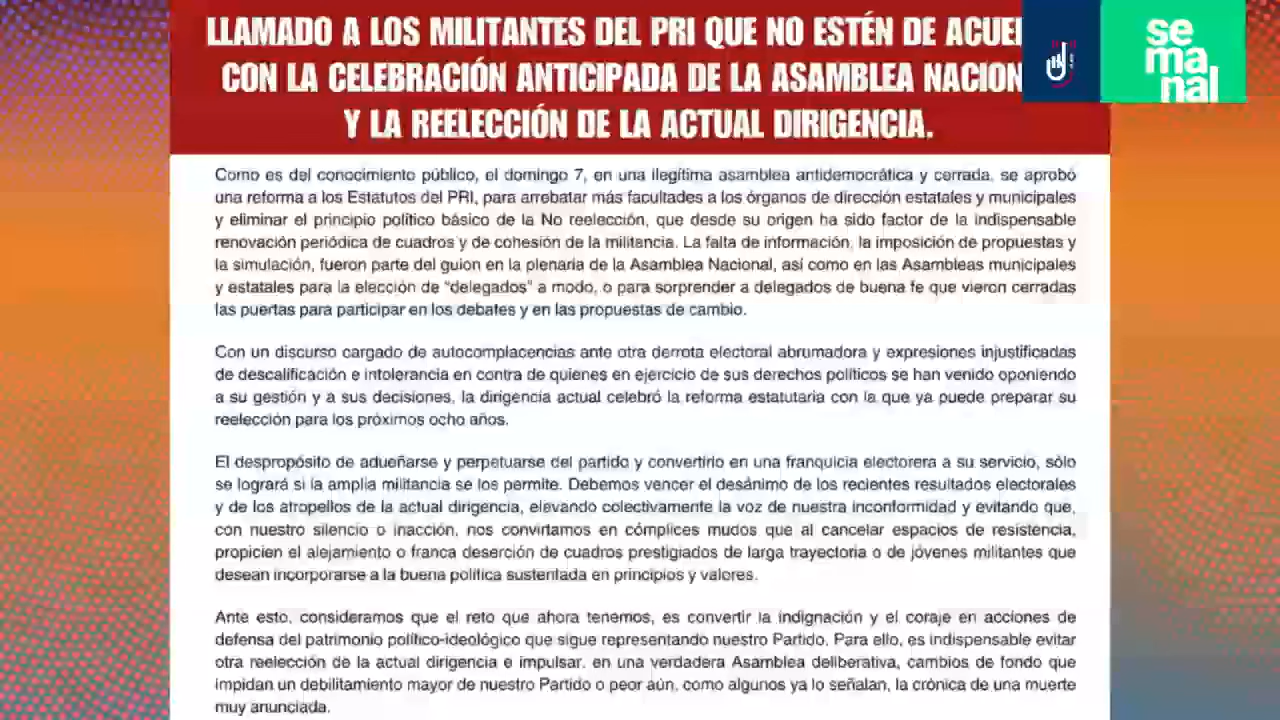 LLAMADO A LOS MILITANTES DEL PRI QUE NO ESTÉN DE
CON LA CELEBRACIÓN ANTICIPADA DE LA ASAMBLEA
Y LA REELECCIÓN DE LA ACTUAL DIRIGENCIA.
se
ma
nal
Como es del conocimiento público, el domingo 7, en una ilegítima asamblea antidemocrática y cerrada, se aprobó
una reforma a los Estatutos del PRI, para arrebatar más facultades a los órganos de dirección estatales y municipales
y eliminar el principio político básico de la No reelección, que desde su origen ha sido factor de la indispensable
renovación periódica de cuadros y de cohesión de la militancia. La falta de información, la imposición de propuestas y
la simulación, fueron parte del guion en la plenaria de la Asamblea Nacional, así como en las Asambleas municipales
y estatales para la elección de "delegados" a modo, o para sorprender a delegados de buena fe que vieron cerradas
las puertas para participar en los debates y en las propuestas de cambio.
Con un discurso cargado de autocomplacencias ante otra derrota electoral abrumadora y expresiones injustificadas
de descalificación e intolerancia en contra de quienes en ejercicio de sus derechos políticos se han venido oponiendo
a su gestión y a sus decisiones, la dirigencia actual celebró la reforma estatutaria con la que ya puede preparar su
reelección para los próximos ocho años.
El despropósito de adueñarse y perpetuarse del partido y convertirlo en una franquicia electorera a su servicio, sólo
se logrará si la amplia militancia se los permite. Debemos vencer el desánimo de los recientes resultados electorales
y de los atropellos de la actual dirigencia, elevando colectivamente la voz de nuestra inconformidad y evitando que,
con nuestro silencio o inacción, nos convirtamos en cómplices mudos que al cancelar espacios de resistencia,
propicien el alejamiento o franca deserción de cuadros prestigiados de larga trayectoria o de jóvenes militantes que
desean incorporarse a la buena política sustentada en principios y valores.
Ante esto, consideramos que el reto que ahora tenemos, es convertir la indignación y el coraje en acciones de
defensa del patrimonio político-ideológico que sigue representando nuestro Partido. Para ello, es indispensable evitar
otra reelección de la actual dirigencia e impulsar, en una verdadera Asamblea deliberativa, cambios de fondo que
impidan un debilitamiento mayor de nuestro Partido o peor aún, como algunos ya lo señalan, la crónica de una muerte
muy anunciada.